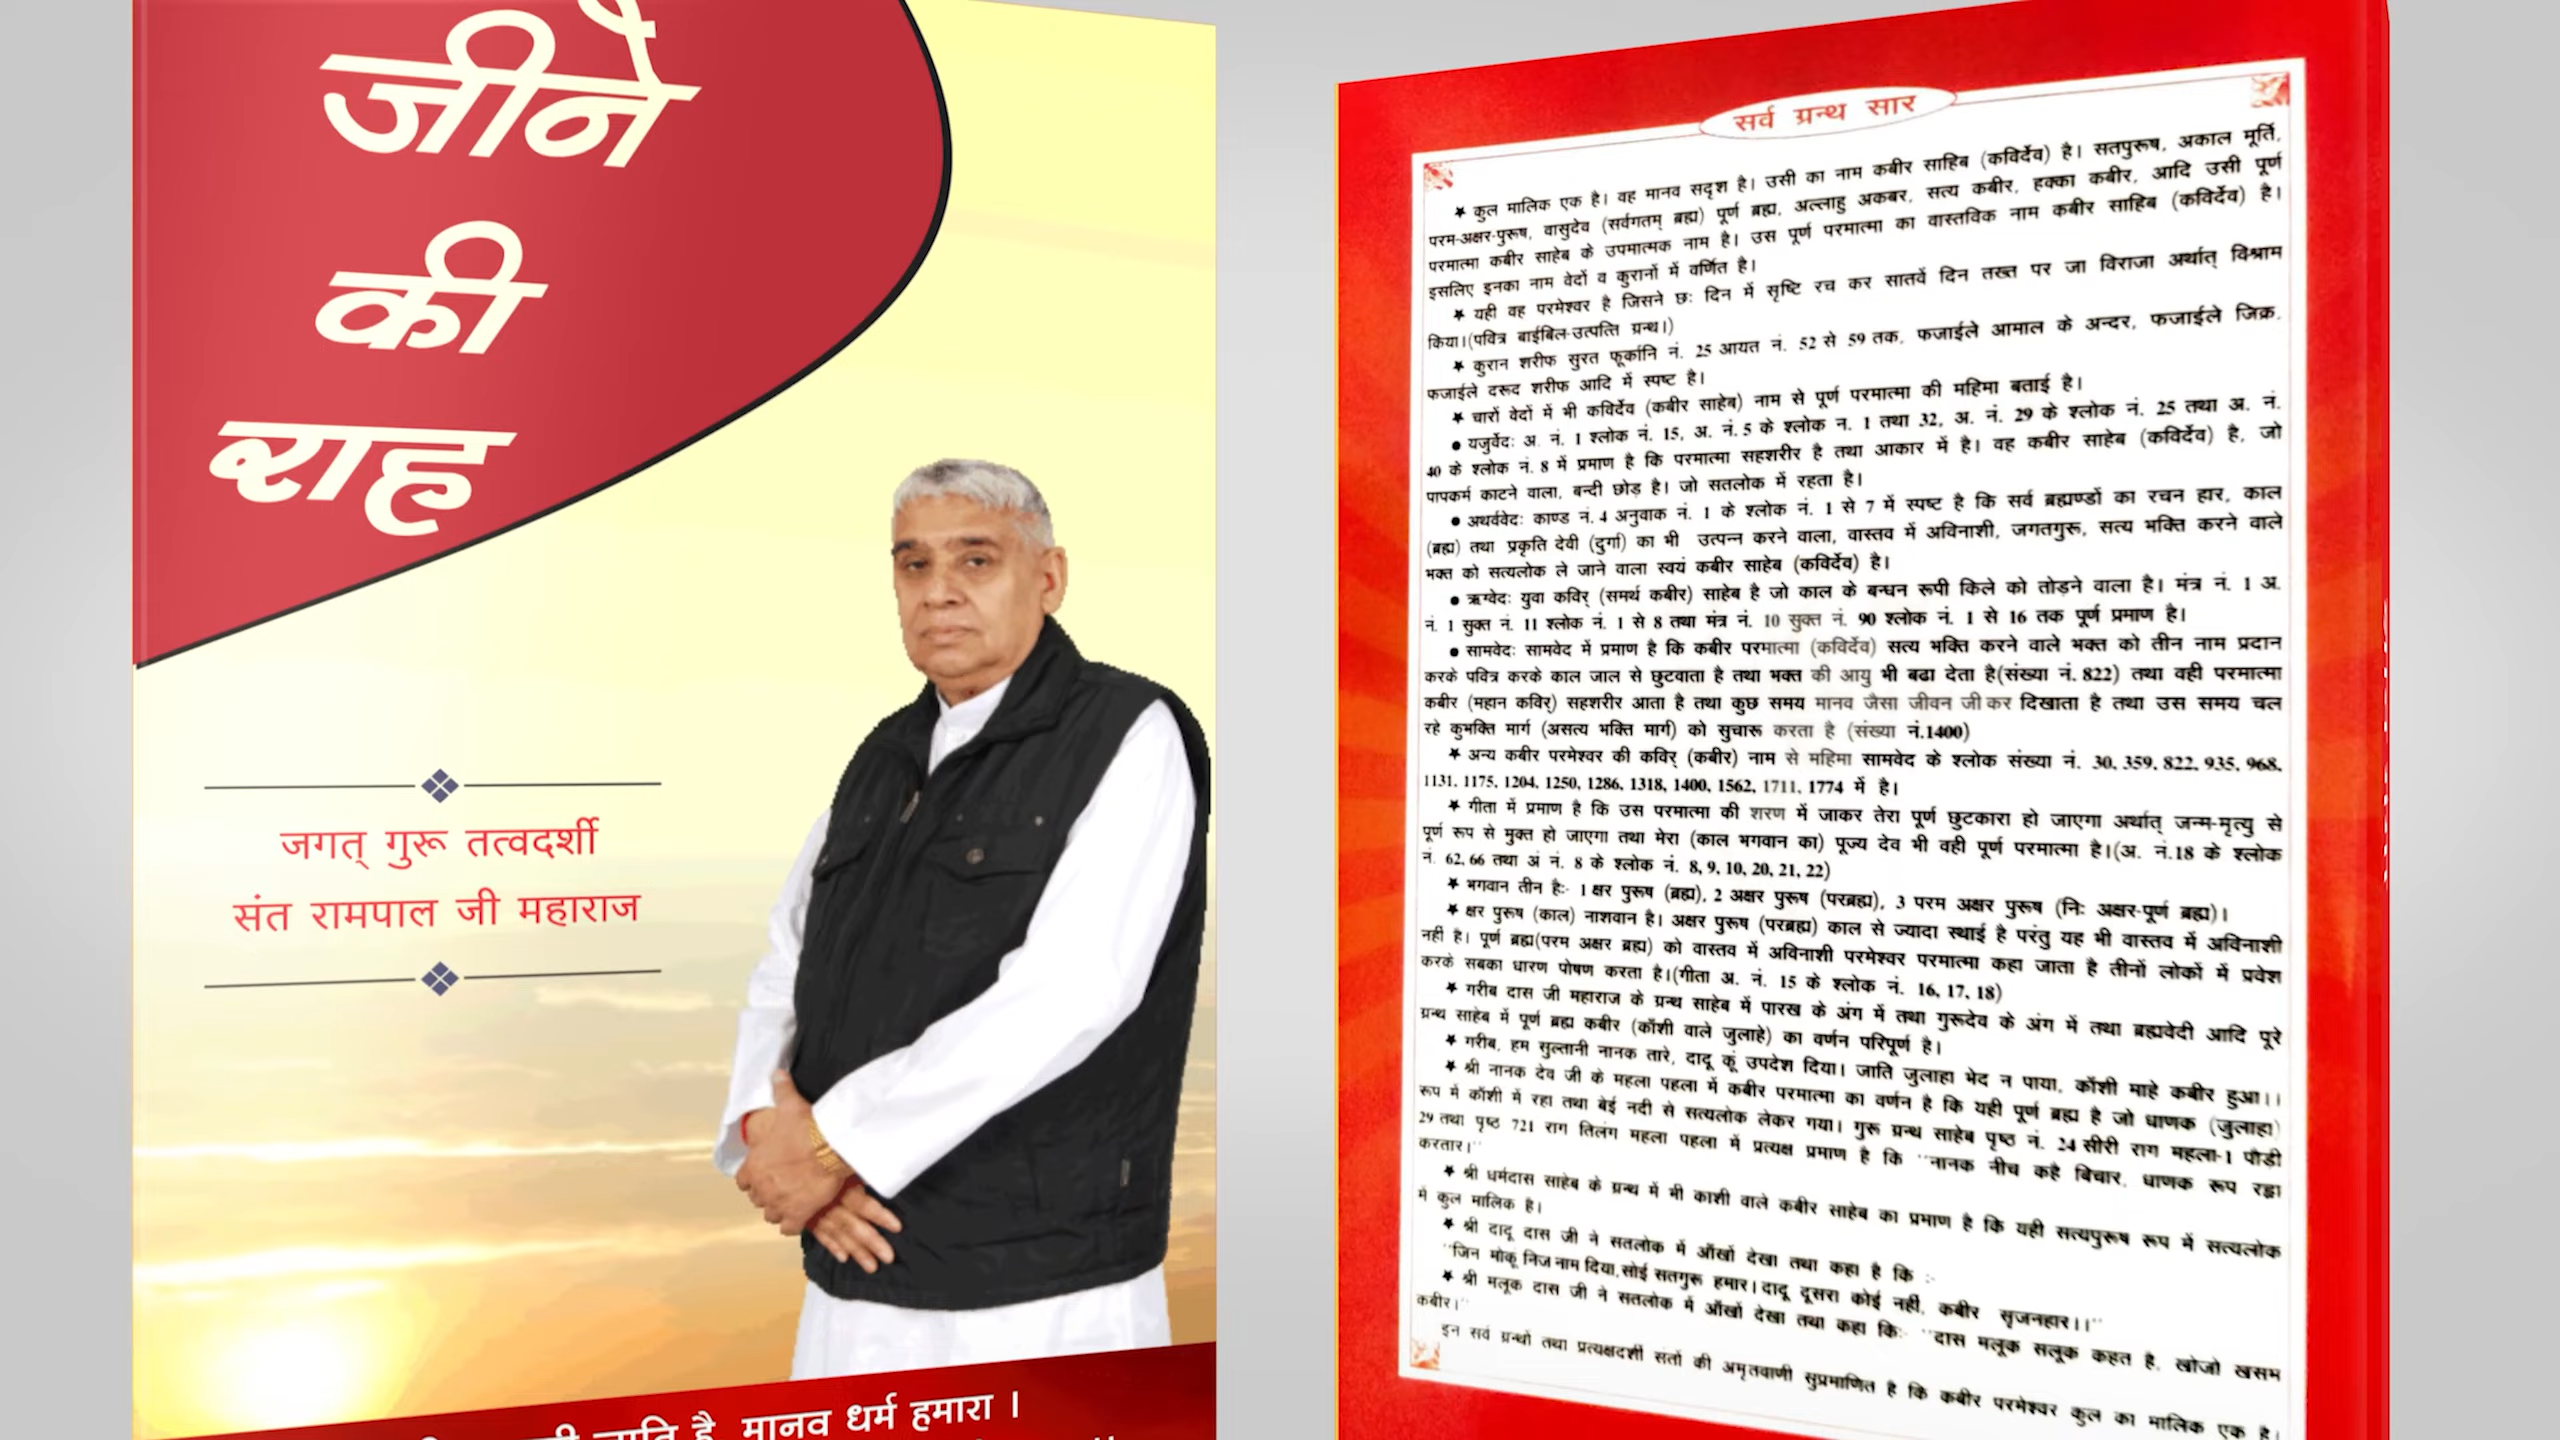 जीने
की
राह
जगत् गुरू तत्वदर्शी
संत रामपाल जी महाराज
है, मानव धर्म हमारा ।
सर्व ग्रन्थ सार
★ कुल मालिक एक है। वह मानव सदृश है। उसी का नाम कबीर साहिब (कविर्देव) है। सतपुरूष, अकाल मूर्ति,
परम-अक्षर-पुरूष, वासुदेव (सर्वगतम् ब्रह्म) पूर्ण ब्रह्म, अल्लाहु अकबर, सत्य कबीर, हक्का कबीर, आदि उसी पूर्ण
परमात्मा कबीर साहेब के उपमात्मक नाम है। उस पूर्ण परमात्मा का वास्तविक नाम कबीर साहिब (कविर्देव) है।
इसलिए इनका नाम वेदों व कुरानों में वर्णित है।
★ यही वह परमेश्वर है जिसने छः दिन में सृष्टि रच कर सातवें दिन तख्त पर जा विराजा अर्थात् विश्राम
किया।(पवित्र बाईबिल-उत्पत्ति ग्रन्थ।)
★ कुरान शरीफ सुरत फूर्कानि नं. 25 आयत नं. 52 से 59 तक, फजाईले आमाल के अन्दर, फजाईले जिक्र,
फजाईले दरूद शरीफ आदि में स्पष्ट है।
★ चारों वेदों में भी कविर्देव (कबीर साहेब) नाम से पूर्ण परमात्मा की महिमा बताई है।
● यजुर्वेदः अ. नं. 1 श्लोक नं. 15, अ. नं. 5 के श्लोक न. 1 तथा 32, अ. नं. 29 के श्लोक नं. 25 तथा अ. नं.
40 के श्लोक नं. 8 में प्रमाण है कि परमात्मा सहशरीर है तथा आकार में है। वह कबीर साहेब (कविर्देव) है, जो
पापकर्म काटने वाला, बन्दी छोड़ है। जो सतलोक में रहता है।
● अथर्ववेदः काण्ड नं. 4 अनुवाक नं. 1 के श्लोक नं. 1 से 7 में स्पष्ट है कि सर्व ब्रह्मण्डों का रचन हार, काल
(ब्रह्म) तथा प्रकृति देवी (दुर्गा) का भी उत्पन्न करने वाला, वास्तव में अविनाशी, जगतगुरू, सत्य भक्ति करने वाले
भक्त को सत्यलोक ले जाने वाला स्वयं कबीर साहेब (कविर्देव) है।
● ऋग्वेदः युवा कविर् (समर्थ कबीर) साहेब है जो काल के बन्धन रूपी किले को तोड़ने वाला है। मंत्र नं. 1 अ.
नं. 1 सुक्त नं. 11 श्लोक नं. 1 से 8 तथा मंत्र नं. 10 सुक्त नं. 90 श्लोक नं. 1 से 16 तक पूर्ण प्रमाण है।
● सामवेदः सामवेद में प्रमाण है कि कबीर परमात्मा (कविर्देव) सत्य भक्ति करने वाले भक्त को तीन नाम प्रदान
करके पवित्र करके काल जाल से छुटवाता है तथा भक्त की आयु भी बढा देता है(संख्या नं. 822) तथा वही परमात्मा
कबीर (महान कविर्) सहशरीर आता है तथा कुछ समय मानव जैसा जीवन जी कर दिखाता है तथा उस समय चल
रहे कुभक्ति मार्ग (असत्य भक्ति मार्ग) को सुचारू करता है (संख्या नं.1400)
★ अन्य कबीर परमेश्वर की कविर् (कबीर) नाम से महिमा सामवेद के श्लोक संख्या नं. 30, 359, 822, 935, 968,
1131, 1175, 1204, 1250, 1286, 1318, 1400, 1562, 1711, 1774 में है।
★ गीता में प्रमाण है कि उस परमात्मा की शरण में जाकर तेरा पूर्ण छुटकारा हो जाएगा अर्थात् जन्म-मृत्यु से
पूर्ण रूप से मुक्त हो जाएगा तथा मेरा (काल भगवान का) पूज्य देव भी वही पूर्ण परमात्मा है।(अ. नं.18 के श्लोक
नं. 62, 66 तथा अं नं. 8 के श्लोक नं. 8, 9, 10, 20, 21, 22)
★ भगवान तीन हैः- 1 क्षर पुरूष (ब्रह्म), 2 अक्षर पुरूष (परब्रह्म), 3 परम अक्षर पुरूष (निः अक्षर-पूर्ण ब्रह्म)।
★ क्षर पुरूष (काल) नाशवान है। अक्षर पुरूष (परब्रह्म) काल से ज्यादा स्थाई है परंतु यह भी वास्तव में अविनाशी
नहीं है। पूर्ण ब्रह्म(परम अक्षर ब्रह्म) को वास्तव में अविनाशी परमेश्वर परमात्मा कहा जाता है तीनों लोकों में प्रवेश
करके सबका धारण पोषण करता है।(गीता अ. नं. 15 के श्लोक नं. 16, 17, 18)
★ गरीब दास जी महाराज के ग्रन्थ साहेब में पारख के अंग में तथा गुरूदेव के अंग में तथा ब्रह्मवेदी आदि पूरे
ग्रन्थ साहेब में पूर्ण ब्रह्म कबीर (काँशी वाले जुलाहे) का वर्णन परिपूर्ण है।
★ गरीब, हम सुल्तानी नानक तारे, दादू कूं उपदेश दिया। जाति जुलाहा भेद न पाया, काँशी माहे कबीर हुआ।।
★ श्री नानक देव जी के महला पहला में कबीर परमात्मा का वर्णन है कि यही पूर्ण ब्रह्म है जो धाणक (जुलाहा)
रूप में काँशी में रहा तथा बेई नदी से सत्यलोक लेकर गया। गुरू ग्रन्थ साहेब पृष्ठ नं. 24 सीरी राग महला-1 पौड़ी
29 तथा पृष्ठ 721 राग तिलंग महला पहला में प्रत्यक्ष प्रमाण है कि ''नानक नीच कहै बिचार, धाणक रूप रहा
करतार।''
★ श्री धर्मदास साहेब के ग्रन्थ में भी काशी वाले कबीर साहेब का प्रमाण है कि यही सत्यपुरूष रूप में सत्यलोक
में कुल मालिक है।
★ श्री दादू दास जी ने सतलोक में आँखों देखा तथा कहा है कि :-
''जिन मोकू निज नाम दिया,सोई सतगुरू हमार। दादू दूसरा कोई नहीं, कबीर सृजनहार।।''
★ श्री मलूक दास जी ने सतलोक में आँखों देखा तथा कहा किः- ''दास मलूक सलूक कहत है, खोजो खसम
कबीर।''
इन सर्व ग्रन्थों तथा प्रत्यक्षदर्शी संतों की अमृतवाणी सुप्रमाणित है कि कबीर परमेश्वर कुल का मालिक एक है।